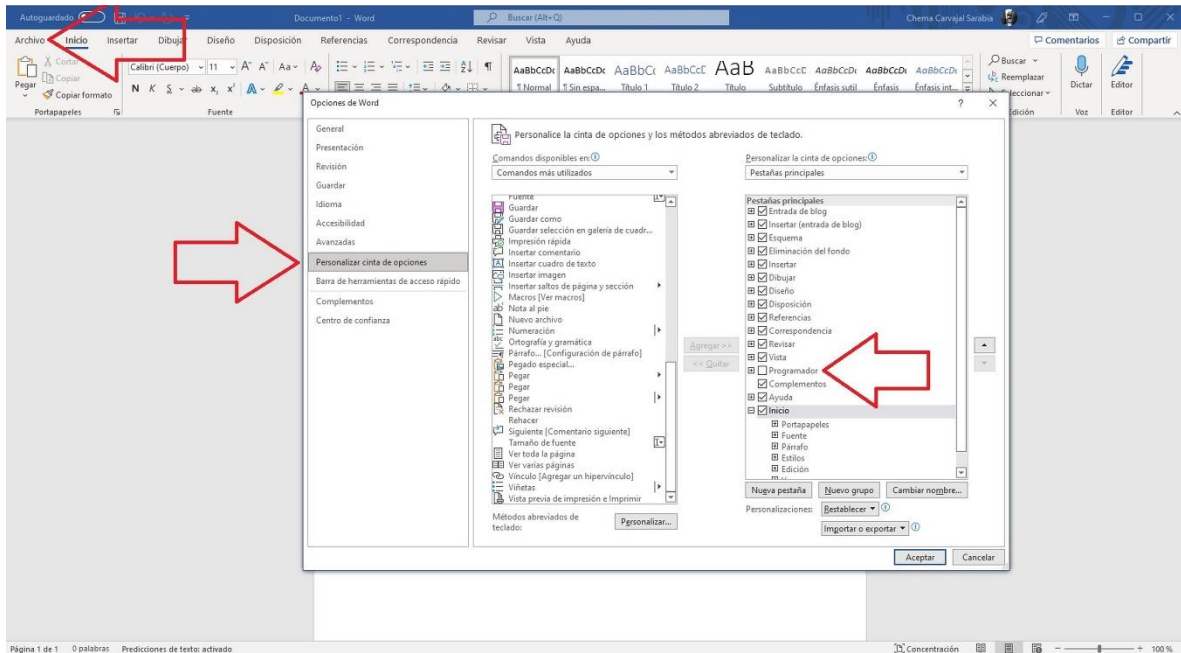 Autoguardado
Documento1 - Word
Buscar (Alt+Q)
Chema Carvajal Sarabia
Archivo Inicio Insertar Dibujar Diseño Disposición Referencias Correspondencia Revisar Vista Ayuda
Comentarios Compartir
Pegar
Cortar
Copiar
Copiar formato
Portapapeles
Calibri (Cuerpo) 11
N K S ab x, x'
Fuente
AaBbCcDc AaBbCcDc AaBbCc AaBbCcE AaB AaBbCcC AaBbCcDc AaBbCcDc AaBbCcDc
¶ Normal ¶ Sin espa... Título 1 Título 2 Título Subtítulo Énfasis sutil Énfasis Énfasis int...
Buscar
Reemplazar
Dictar
Voz
Editor
Editor
Opciones de Word
General
Presentación
Revisión
Guardar
Idioma
Accesibilidad
Avanzadas
Personalizar cinta de opciones
Barra de herramientas de acceso rápido
Complementos
Centro de confianza
Personalice la cinta de opciones y los métodos abreviados de teclado.
Comandos disponibles en:
Comandos más utilizados
Fuente
Guardar
Guardar como
Guardar selección en galería de cuadr...
Impresión rápida
Insertar comentario
Insertar cuadro de texto
Insertar imagen
Insertar saltos de página y sección
Macros [Ver macros]
Nota al pie
Nuevo archivo
Numeración
Ortografía y gramática
Párrafo... [Configuración de párrafo]
Pegado especial...
Pegar
Pegar
Pegar
Rechazar revisión
Rehacer
Siguiente [Comentario siguiente]
Tamaño de fuente
Ver toda la página
Ver varias páginas
Vínculo [Agregar un hipervínculo]
Viñetas
Vista previa de impresión e Imprimir
Métodos abreviados de
teclado:
Personalizar...
Agregar >>
<< Quitar
Personalizar la cinta de opciones:
Pestañas principales
Pestañas principales
Entrada de blog
Insertar (entrada de blog)
Esquema
Eliminación del fondo
Insertar
Dibujar
Diseño
Disposición
Referencias
Correspondencia
Revisar
Vista
Programador
Complementos
Ayuda
Inicio
Portapapeles
Fuente
Párrafo
Estilos
Edición
Nueva pestaña Nuevo grupo Cambiar nombre...
Personalizaciones: Restablecer
Importar o exportar
Aceptar Cancelar
Página 1 de 1 0 palabras Predicciones de texto: activado
Concentración
100 %